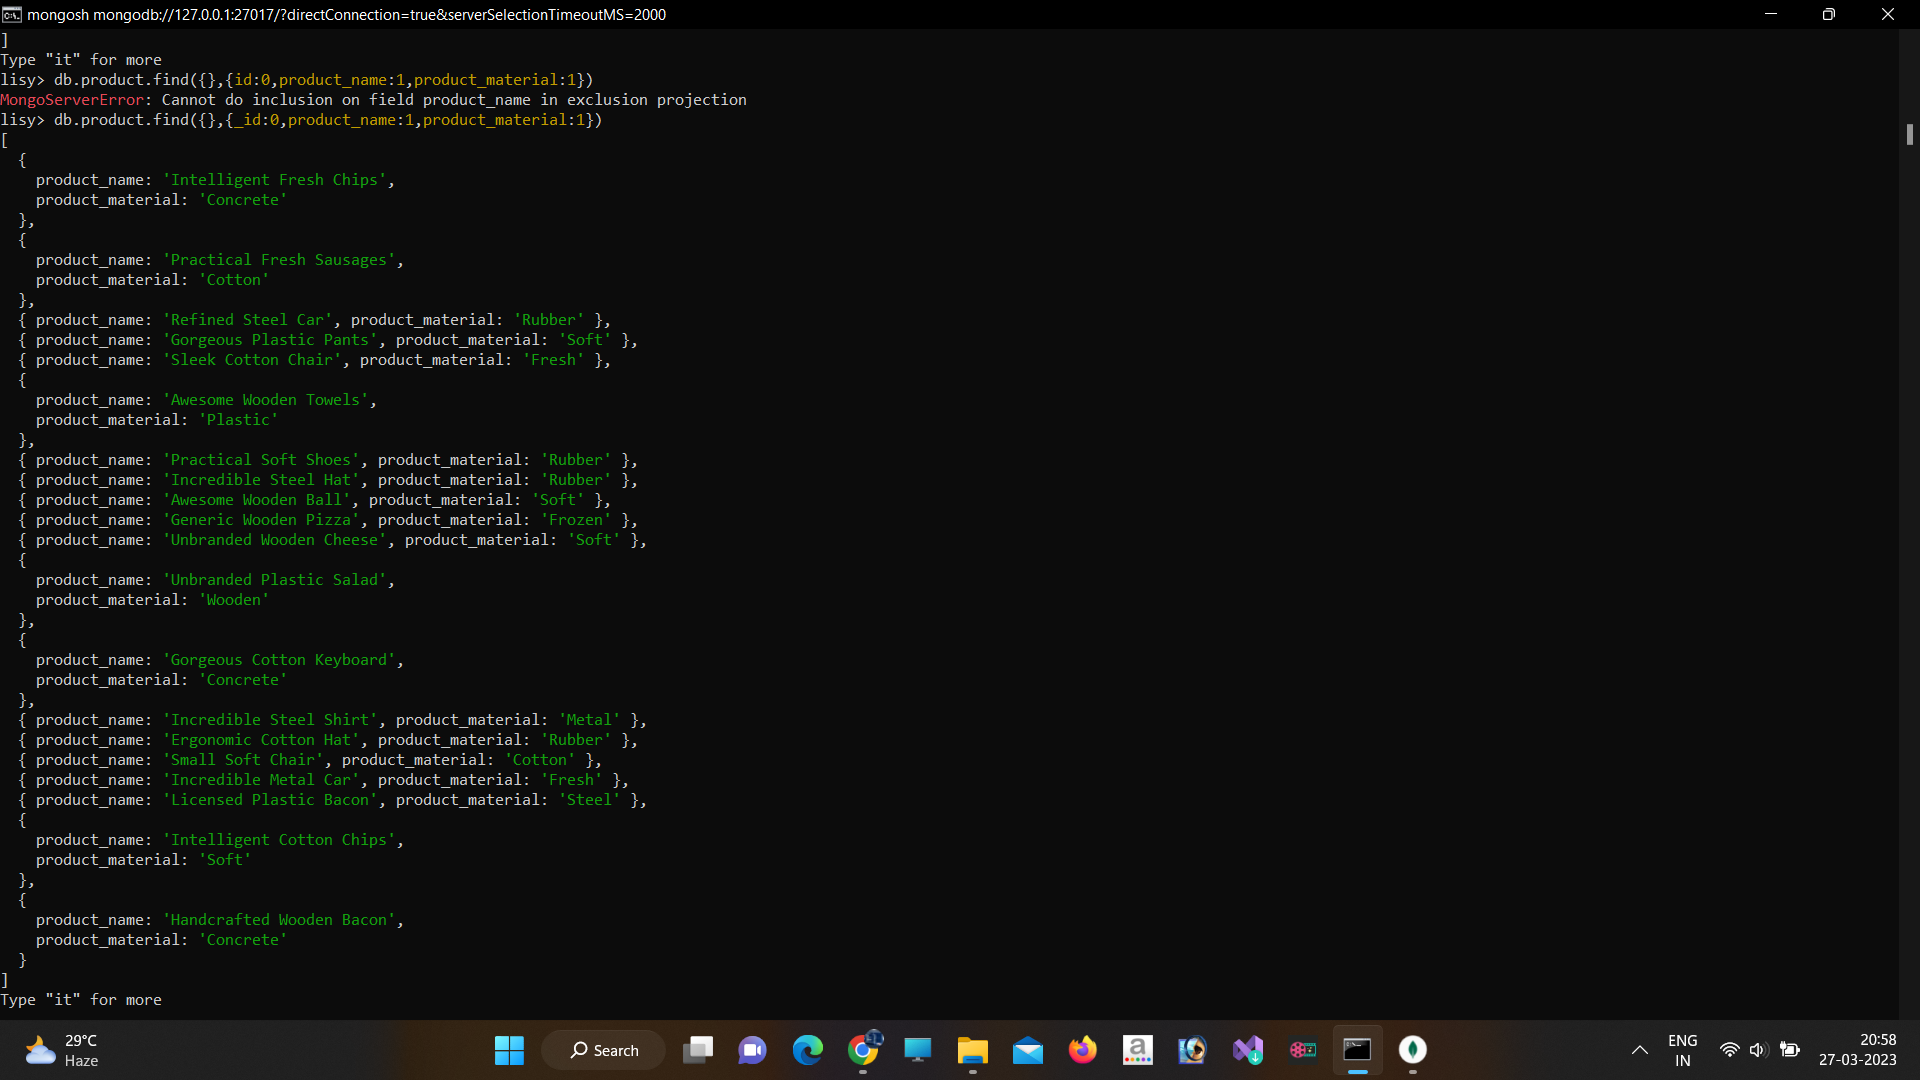 mongosh mongodb://127.0.0.1:27017/?directConnection=true&serverSelectionTimeoutMS=2000
]
Type "it" for more
lisy> db.product.find({},{id:0,product_name:1,product_material:1})
MongoServerError: Cannot do inclusion on field product_name in exclusion projection
lisy> db.product.find({},{_id:0,product_name:1,product_material:1})
[
  {
    product_name: 'Intelligent Fresh Chips',
    product_material: 'Concrete'
  },
  {
    product_name: 'Practical Fresh Sausages',
    product_material: 'Cotton'
  },
  { product_name: 'Refined Steel Car', product_material: 'Rubber' },
  { product_name: 'Gorgeous Plastic Pants', product_material: 'Soft' },
  { product_name: 'Sleek Cotton Chair', product_material: 'Fresh' },
  {
    product_name: 'Awesome Wooden Towels',
    product_material: 'Plastic'
  },
  { product_name: 'Practical Soft Shoes', product_material: 'Rubber' },
  { product_name: 'Incredible Steel Hat', product_material: 'Rubber' },
  { product_name: 'Awesome Wooden Ball', product_material: 'Soft' },
  { product_name: 'Generic Wooden Pizza', product_material: 'Frozen' },
  { product_name: 'Unbranded Wooden Cheese', product_material: 'Soft' },
  {
    product_name: 'Unbranded Plastic Salad',
    product_material: 'Wooden'
  },
  {
    product_name: 'Gorgeous Cotton Keyboard',
    product_material: 'Concrete'
  },
  { product_name: 'Incredible Steel Shirt', product_material: 'Metal' },
  { product_name: 'Ergonomic Cotton Hat', product_material: 'Rubber' },
  { product_name: 'Small Soft Chair', product_material: 'Cotton' },
  { product_name: 'Incredible Metal Car', product_material: 'Fresh' },
  { product_name: 'Licensed Plastic Bacon', product_material: 'Steel' },
  {
    product_name: 'Intelligent Cotton Chips',
    product_material: 'Soft'
  },
  {
    product_name: 'Handcrafted Wooden Bacon',
    product_material: 'Concrete'
  }
]
Type "it" for more
29°C
Haze
Search
a
ENG
IN
20:58
27-03-2023